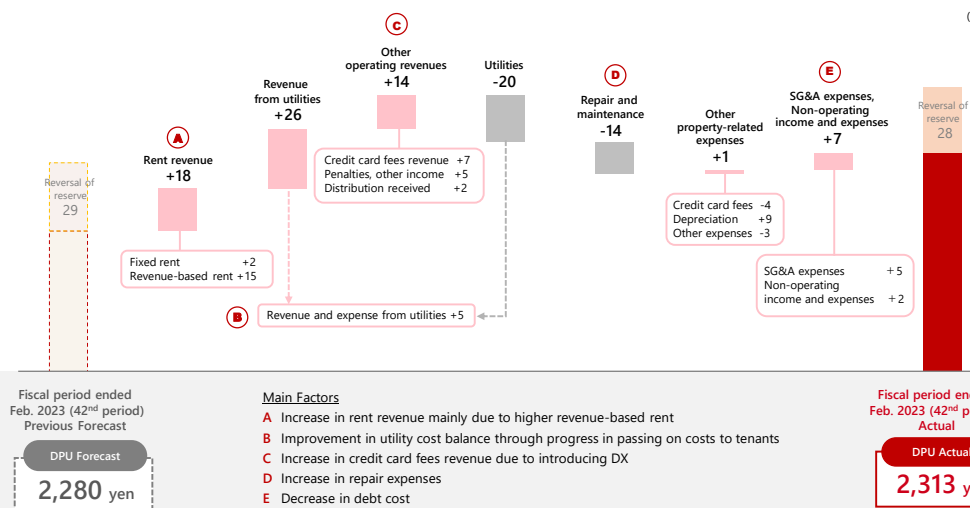 C
Other
operating revenues
+14
Utilities
-20
E
SG&A expenses,
Non-operating
income and expenses
+7
D
Repair and
maintenance
-14
Revenue
from utilities
+26
Other
property-related
expenses
+1
A
Rent revenue
+18
Reversal of
reserve
28
Reversal of
reserve
29
Credit card fees revenue +7
Penalties, other income +5
Distribution received +2
Credit card fees -4
Depreciation +9
Other expenses -3
Fixed rent +2
Revenue-based rent +15
SG&A expenses +5
Non-operating
income and expenses +2
B
Revenue and expense from utilities +5
Fiscal period ended
Feb. 2023 (42nd period)
Previous Forecast
DPU Forecast
2,280 yen
Main Factors
A Increase in rent revenue mainly due to higher revenue-based rent
B Improvement in utility cost balance through progress in passing on costs to tenants
C Increase in credit card fees revenue due to introducing DX
D Increase in repair expenses
E Decrease in debt cost
Fiscal period
Feb. 2023 (42nd
Actual
DPU Actual
2,313